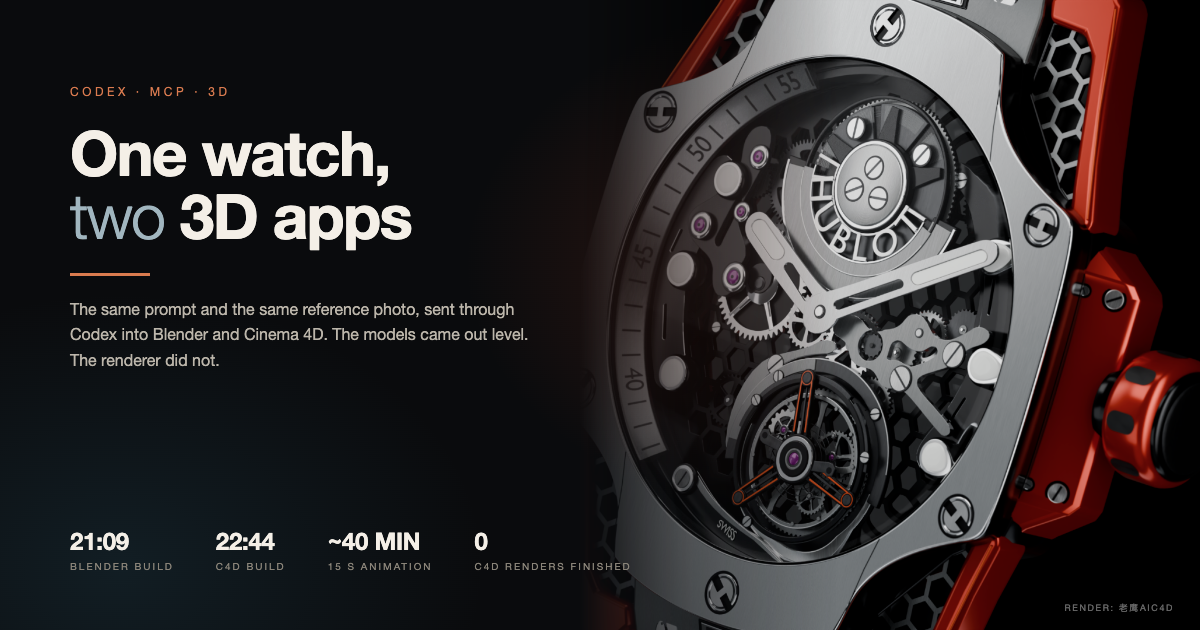 CODEX · MCP · 3D
One watch,
two 3D apps
The same prompt and the same reference photo, sent through
Codex into Blender and Cinema 4D. The models came out level.
The renderer did not.
21:09
BLENDER BUILD
22:44
C4D BUILD
~40 MIN
15 S ANIMATION
0
C4D RENDERS FINISHED
55
50
45
40
HUBLOT
SWISS
RENDER: 老鹰AIC4D